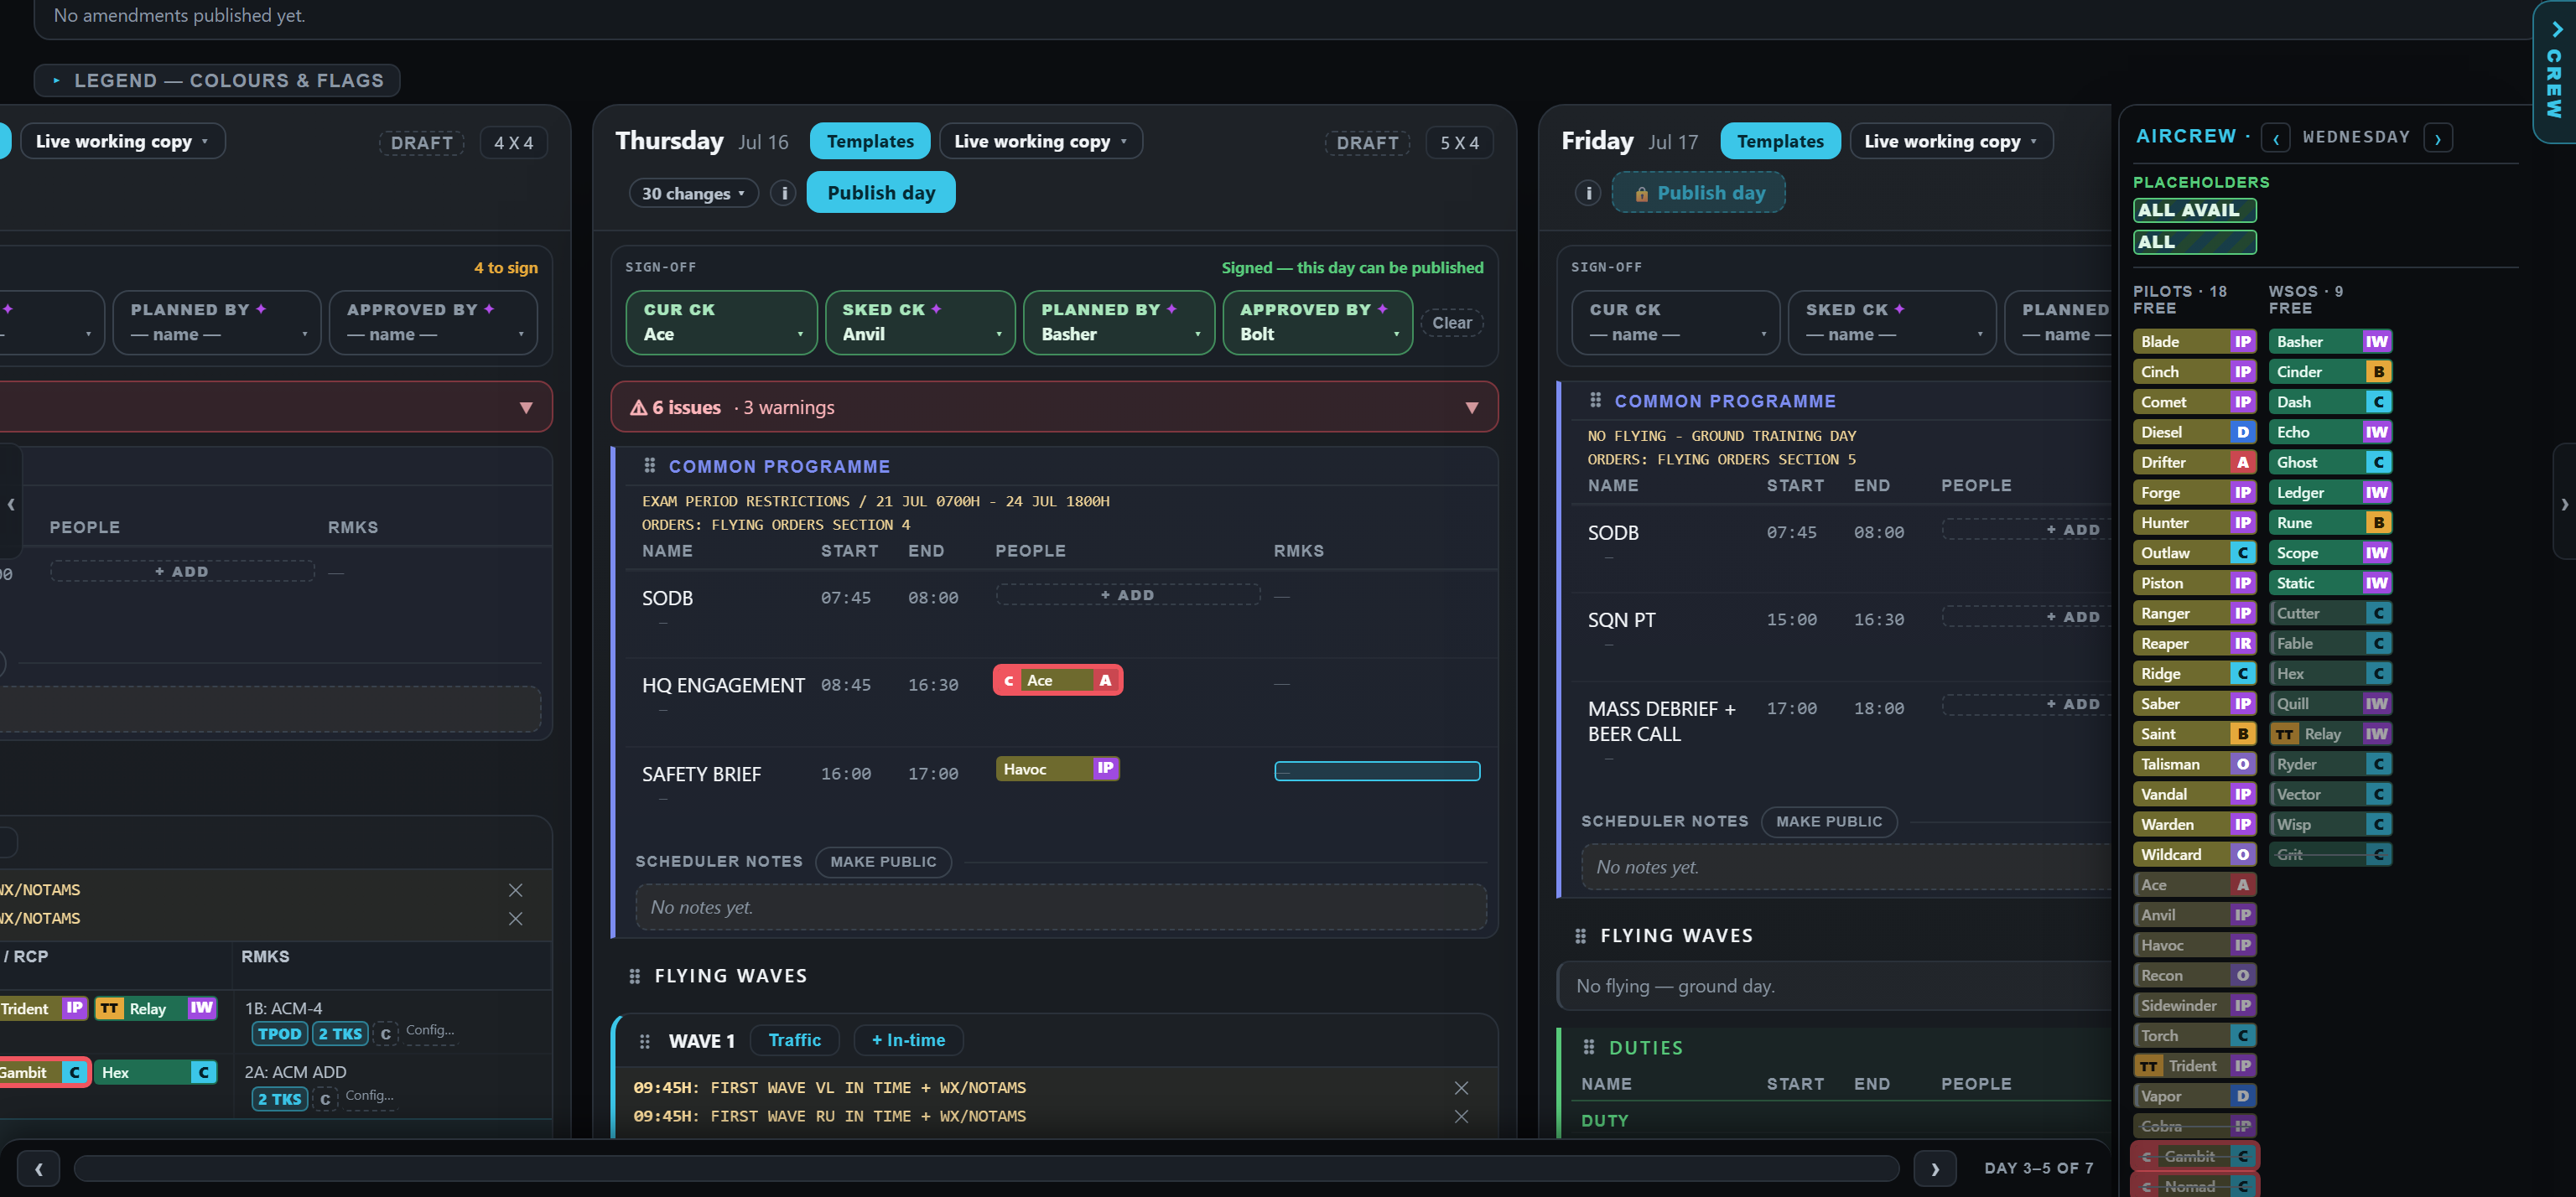 No amendments published yet.
LEGEND — COLOURS & FLAGS
Live working copy
DRAFT
4 X 4
4 to sign
PLANNED BY
— name —
APPROVED BY
— name —
PEOPLE
RMKS
+ ADD
—
WX/NOTAMS
WX/NOTAMS
/ RCP
RMKS
Trident IP
TT Relay IW
1B: ACM-4
TPOD 2 TKS C Config...
Gambit C
Hex C
2A: ACM ADD
2 TKS C Config...
Thursday Jul 16
Templates
Live working copy
DRAFT
5 X 4
30 changes
i
Publish day
SIGN-OFF
Signed — this day can be published
CUR CK
Ace
SKED CK
Anvil
PLANNED BY
Basher
APPROVED BY
Bolt
Clear
6 issues · 3 warnings
COMMON PROGRAMME
EXAM PERIOD RESTRICTIONS / 21 JUL 0700H - 24 JUL 1800H
ORDERS: FLYING ORDERS SECTION 4
NAME START END PEOPLE RMKS
SODB 07:45 08:00 + ADD —
—
HQ ENGAGEMENT 08:45 16:30 C Ace A —
—
SAFETY BRIEF 16:00 17:00 Havoc IP —
—
SCHEDULER NOTES
MAKE PUBLIC
No notes yet.
FLYING WAVES
WAVE 1
Traffic
+ In-time
09:45H: FIRST WAVE VL IN TIME + WX/NOTAMS
09:45H: FIRST WAVE RU IN TIME + WX/NOTAMS
Friday Jul 17
Templates
Live working copy
i
Publish day
SIGN-OFF
CUR CK
— name —
SKED CK
— name —
PLANNED
— name —
COMMON PROGRAMME
NO FLYING - GROUND TRAINING DAY
ORDERS: FLYING ORDERS SECTION 5
NAME START END PEOPLE
SODB 07:45 08:00 + ADD
—
SQN PT 15:00 16:30 + ADD
—
MASS DEBRIEF + 17:00 18:00 + ADD
BEER CALL
—
SCHEDULER NOTES
MAKE PUBLIC
No notes yet.
FLYING WAVES
No flying — ground day.
DUTIES
NAME START END PEOPLE
DUTY
DAY 3–5 OF 7
CREW
AIRCREW · WEDNESDAY
PLACEHOLDERS
ALL AVAIL
ALL
PILOTS · 18
FREE
Blade IP
Cinch IP
Comet IP
Diesel D
Drifter A
Forge IP
Hunter IP
Outlaw C
Piston IP
Ranger IP
Reaper IR
Ridge C
Saber IP
Saint B
Talisman O
Vandal IP
Warden IP
Wildcard O
Ace A
Anvil IP
Havoc IP
Recon O
Sidewinder IP
Torch C
TT Trident IP
Vapor D
Cobra IP
C Gambit C
C Nomad C
WSOS · 9
FREE
Basher IW
Cinder B
Dash C
Echo IW
Ghost C
Ledger IW
Rune B
Scope IW
Static IW
Cutter C
Fable C
Hex C
Quill IW
TT Relay IW
Ryder C
Vector C
Wisp C
Grit C